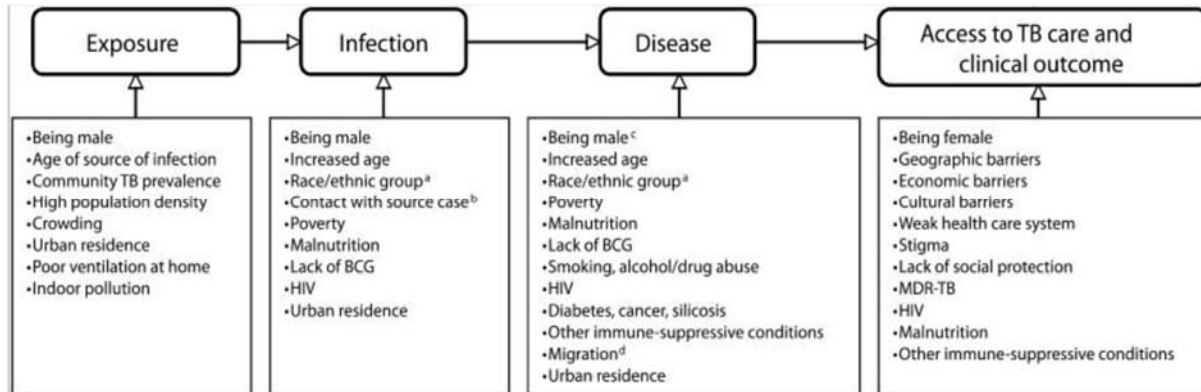 Exposure
Infection
Disease
Access to TB care and
clinical outcome
•Being male
•Age of source of infection
•Community TB prevalence
•High population density
•Crowding
•Urban residence
•Poor ventilation at home
•Indoor pollution
•Being male
•Increased age
•Race/ethnic groupᵃ
•Contact with source caseᵇ
•Poverty
•Malnutrition
•Lack of BCG
•HIV
•Urban residence
•Being maleᶜ
•Increased age
•Race/ethnic groupᵃ
•Poverty
•Malnutrition
•Lack of BCG
•Smoking, alcohol/drug abuse
•HIV
•Diabetes, cancer, silicosis
•Other immune-suppressive conditions
•Migrationᵈ
•Urban residence
•Being female
•Geographic barriers
•Economic barriers
•Cultural barriers
•Weak health care system
•Stigma
•Lack of social protection
•MDR-TB
•HIV
•Malnutrition
•Other immune-suppressive conditions